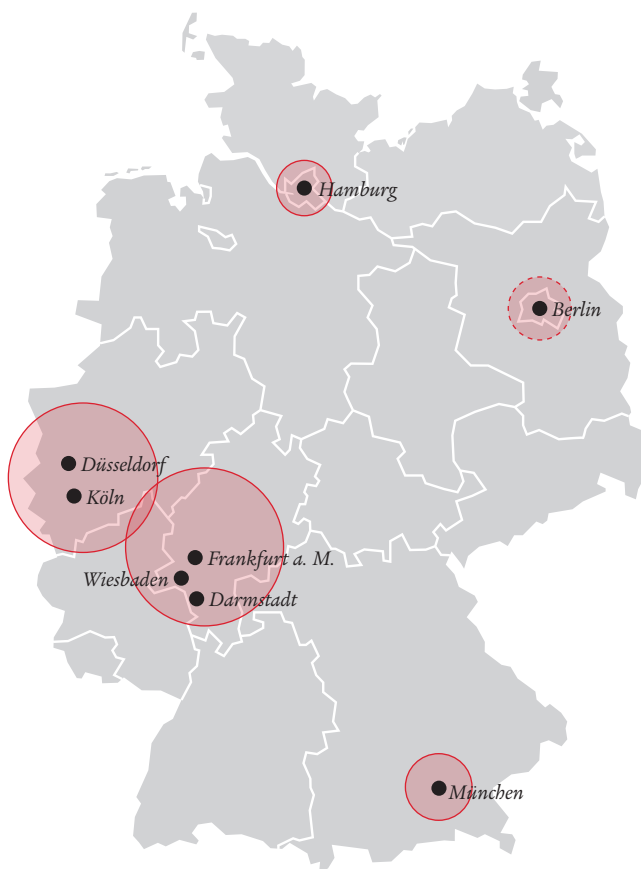 Hamburg
Berlin
Düsseldorf
Köln
Frankfurt a. M.
Wiesbaden
Darmstadt
München